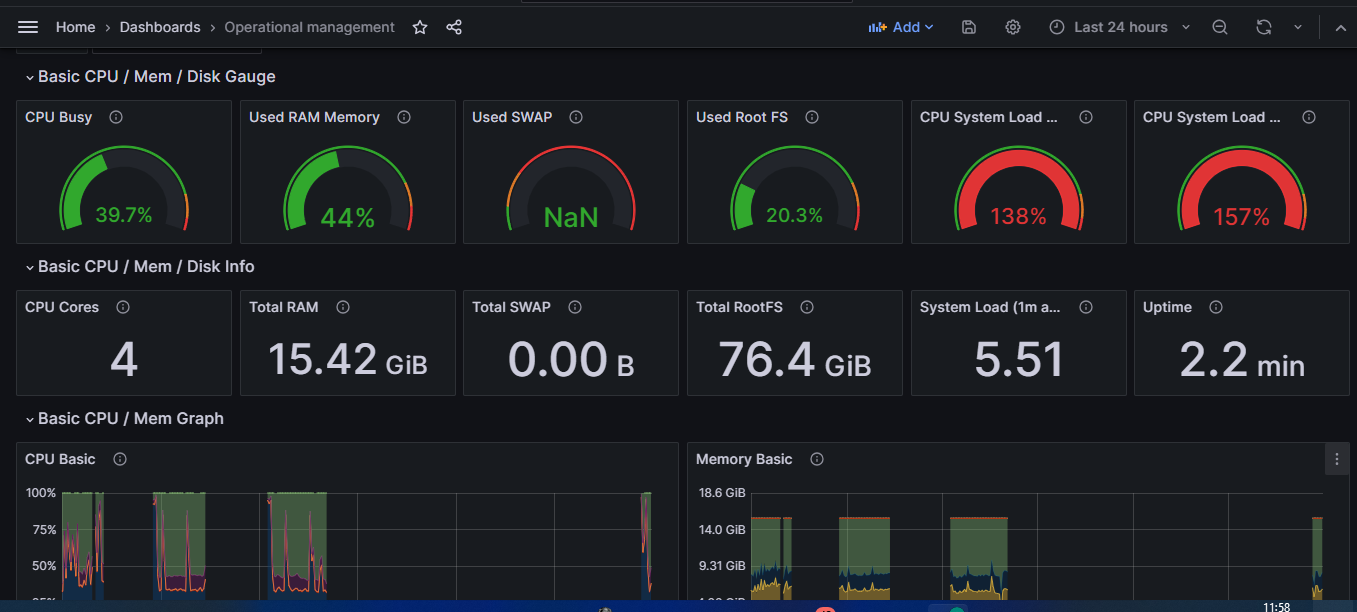 Home › Dashboards › Operational management
Add
Last 24 hours
Basic CPU / Mem / Disk Gauge
CPU Busy
Used RAM Memory
Used SWAP
Used Root FS
CPU System Load ...
CPU System Load ...
39.7%
44%
NaN
20.3%
138%
157%
Basic CPU / Mem / Disk Info
CPU Cores
Total RAM
Total SWAP
Total RootFS
System Load (1m a...
Uptime
4
15.42 GiB
0.00 B
76.4 GiB
5.51
2.2 min
Basic CPU / Mem Graph
CPU Basic
100%
75%
50%
Memory Basic
18.6 GiB
14.0 GiB
9.31 GiB
11:58